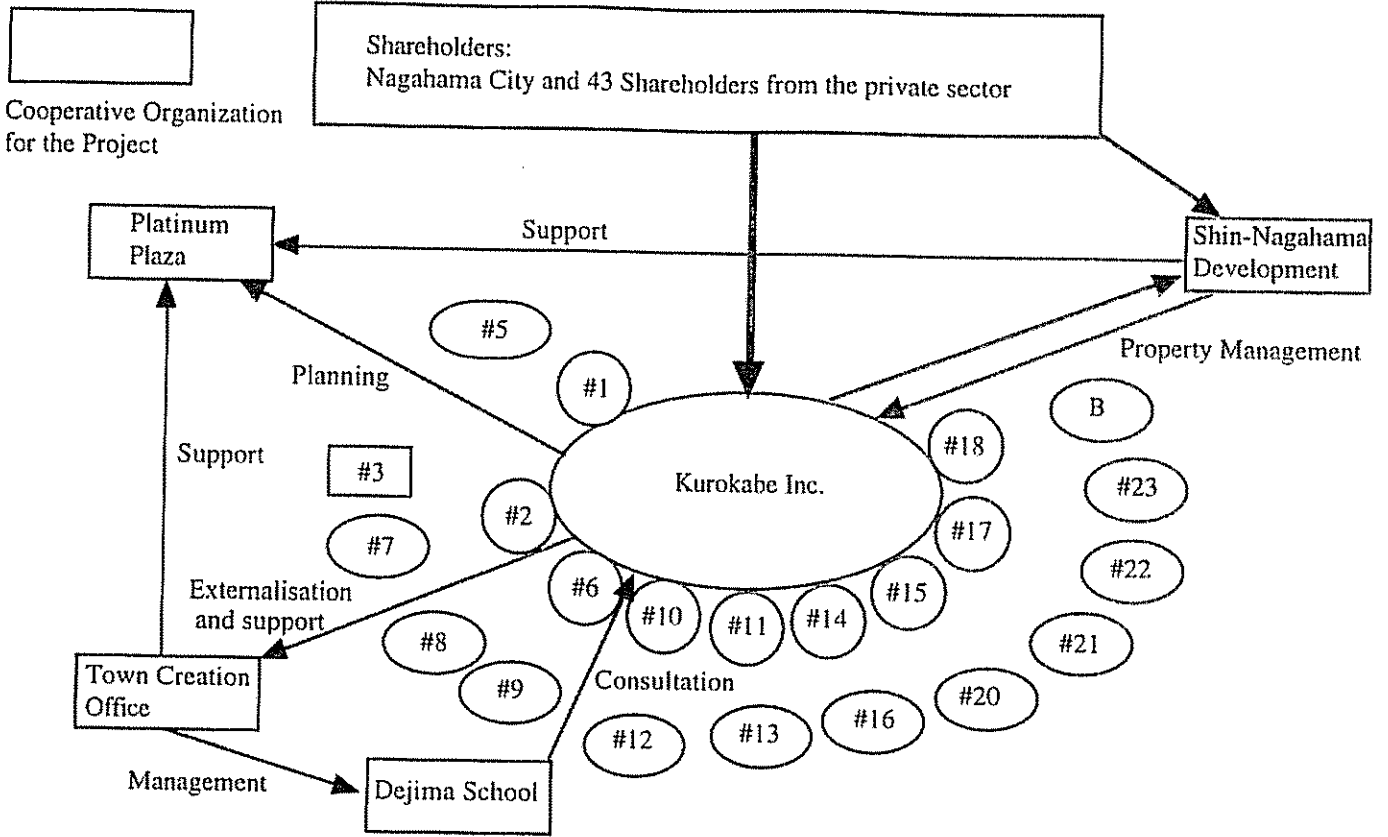 Shareholders:
Nagahama City and 43 Shareholders from the private sector
Cooperative Organization
for the Project
Platinum
Plaza
Support
Shin-Nagahama
Development
#5
Property Management
Planning
#1
B
#18
Support
#3
Kurokabe Inc.
#23
#2
#17
#7
#22
Externalisation
and support
#6
#15
#10
#11
#14
#8
#21
Town Creation
Office
#9
Consultation
#20
#12
#13
#16
Management
Dejima School